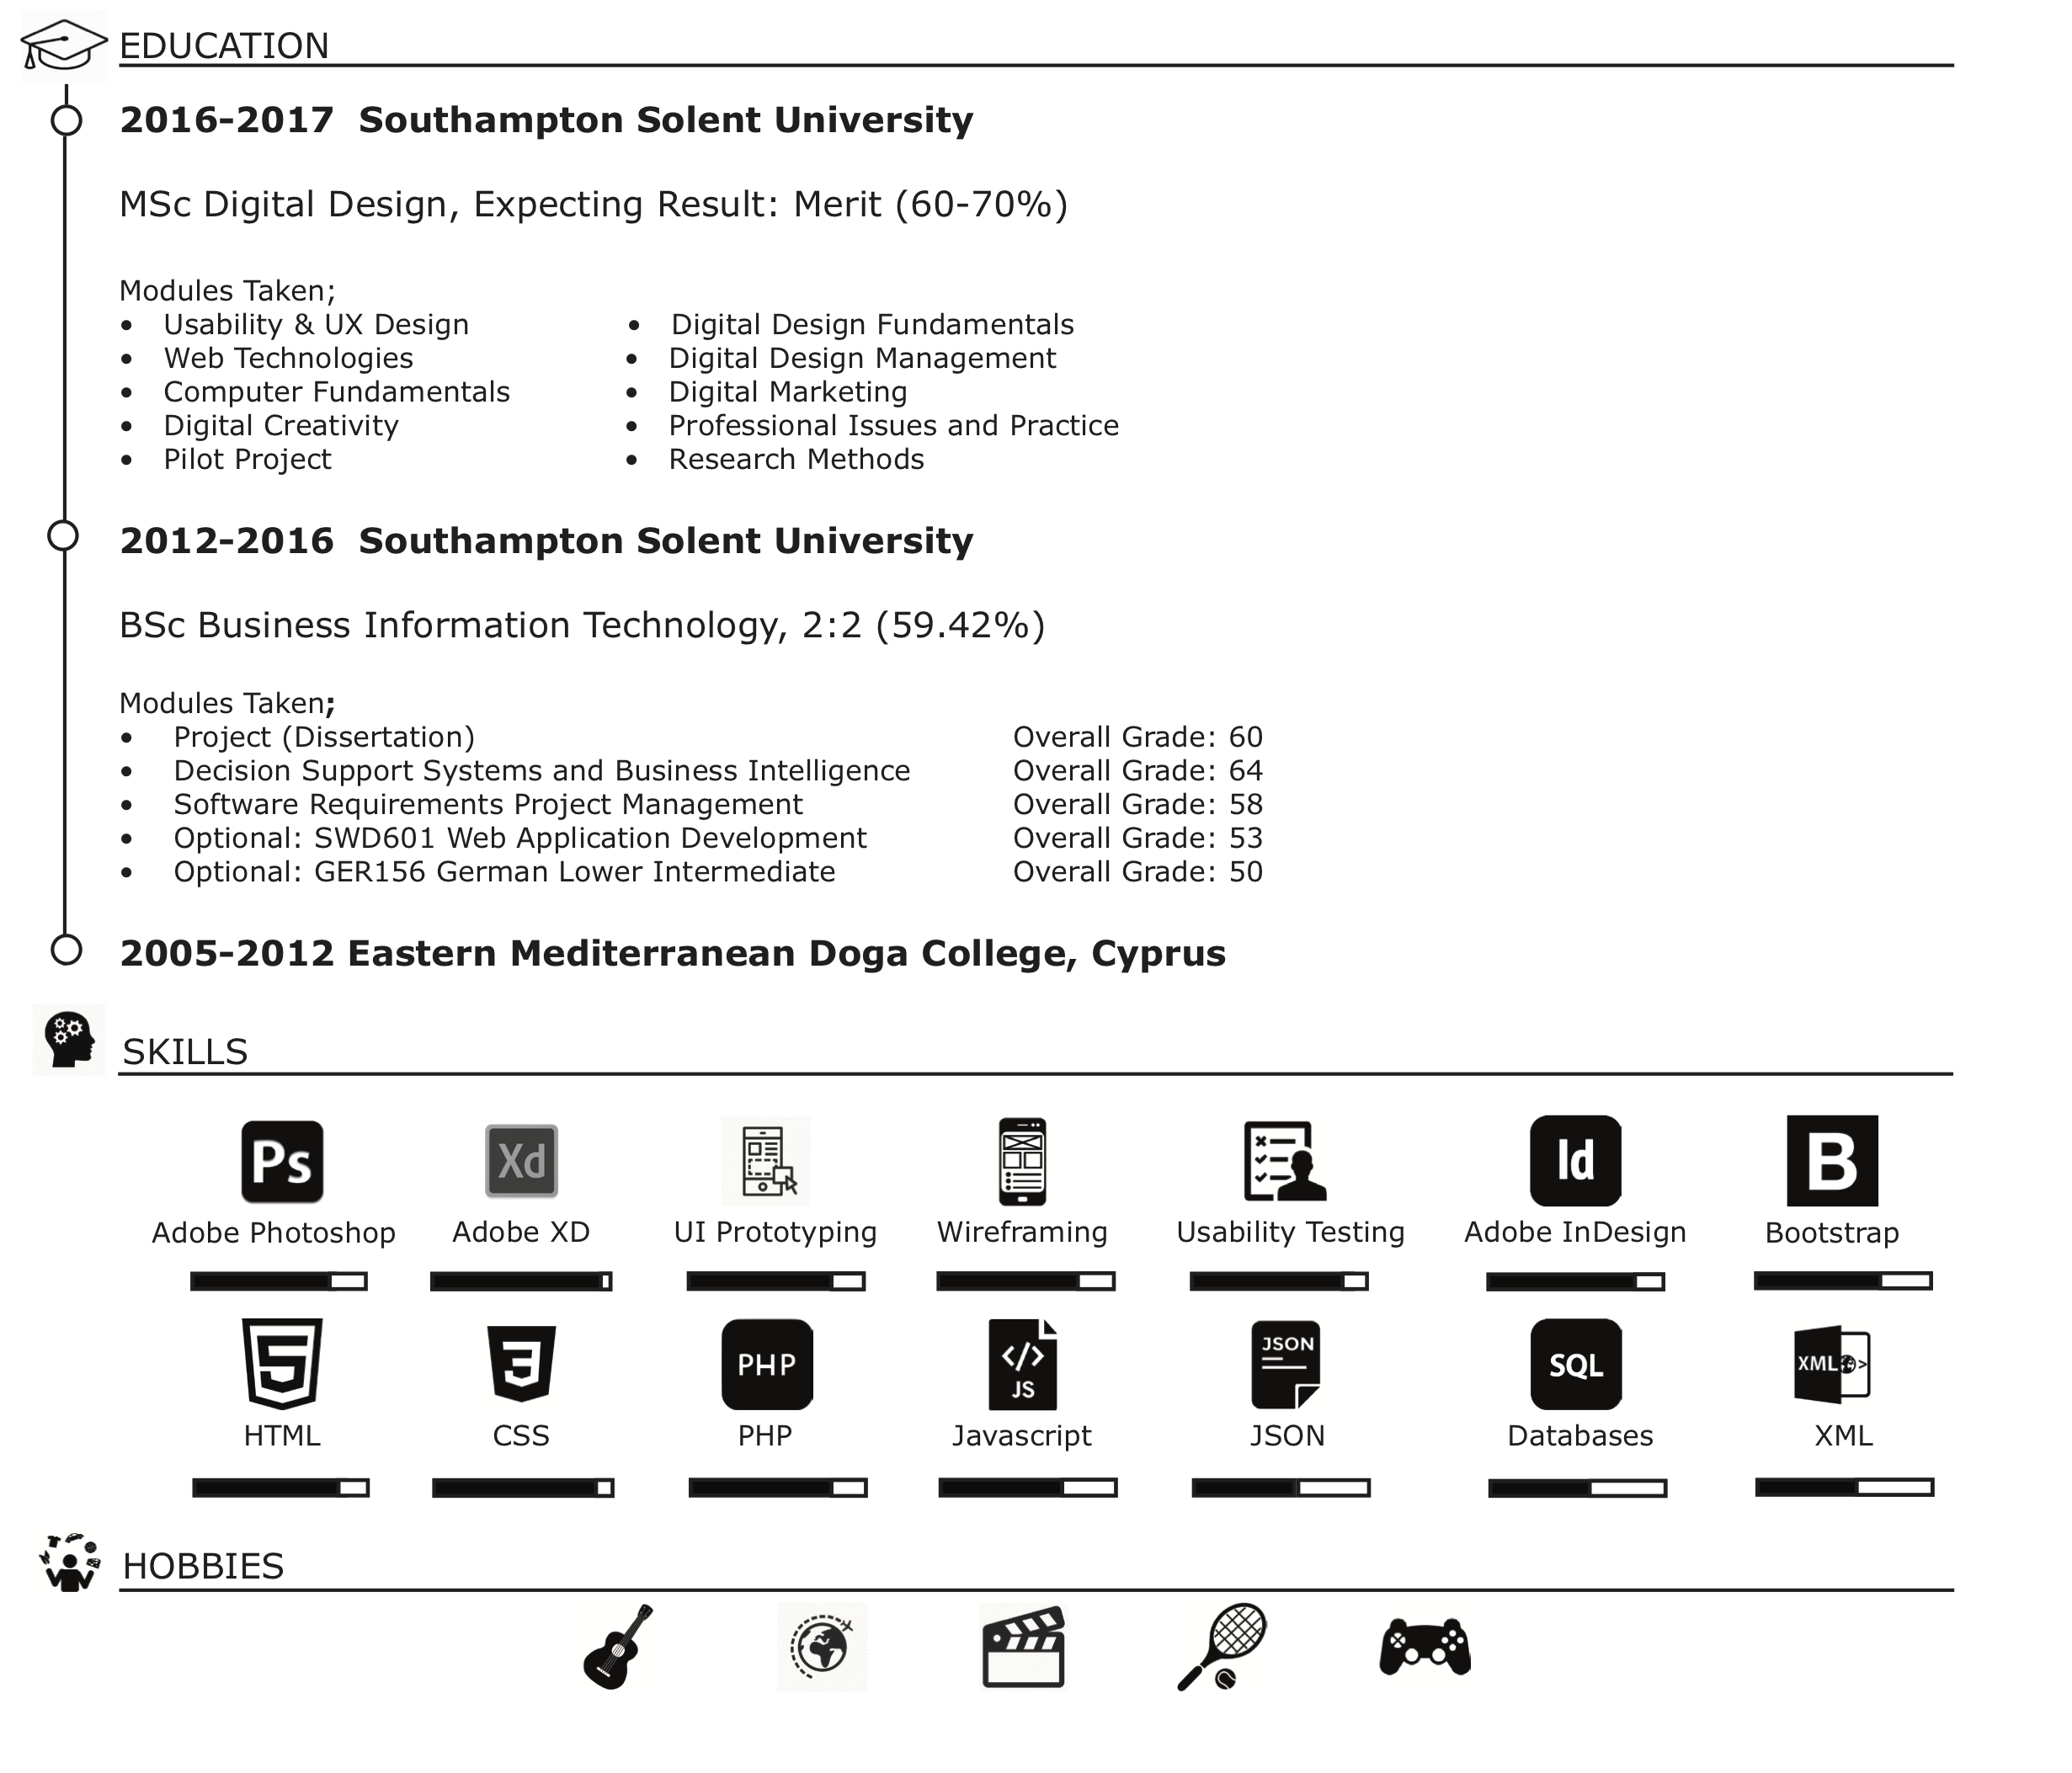 EDUCATION
2016-2017 Southampton Solent University
MSc Digital Design, Expecting Result: Merit (60-70%)
Modules Taken;
• Usability & UX Design • Digital Design Fundamentals
• Web Technologies • Digital Design Management
• Computer Fundamentals • Digital Marketing
• Digital Creativity • Professional Issues and Practice
• Pilot Project • Research Methods
2012-2016 Southampton Solent University
BSc Business Information Technology, 2:2 (59.42%)
Modules Taken;
• Project (Dissertation) Overall Grade: 60
• Decision Support Systems and Business Intelligence Overall Grade: 64
• Software Requirements Project Management Overall Grade: 58
• Optional: SWD601 Web Application Development Overall Grade: 53
• Optional: GER156 German Lower Intermediate Overall Grade: 50
2005-2012 Eastern Mediterranean Doga College, Cyprus
SKILLS
Ps Xd Id B
Adobe Photoshop Adobe XD UI Prototyping Wireframing Usability Testing Adobe InDesign Bootstrap
5 3 PHP </> JS JSON SQL XML
HTML CSS PHP Javascript JSON Databases XML
HOBBIES